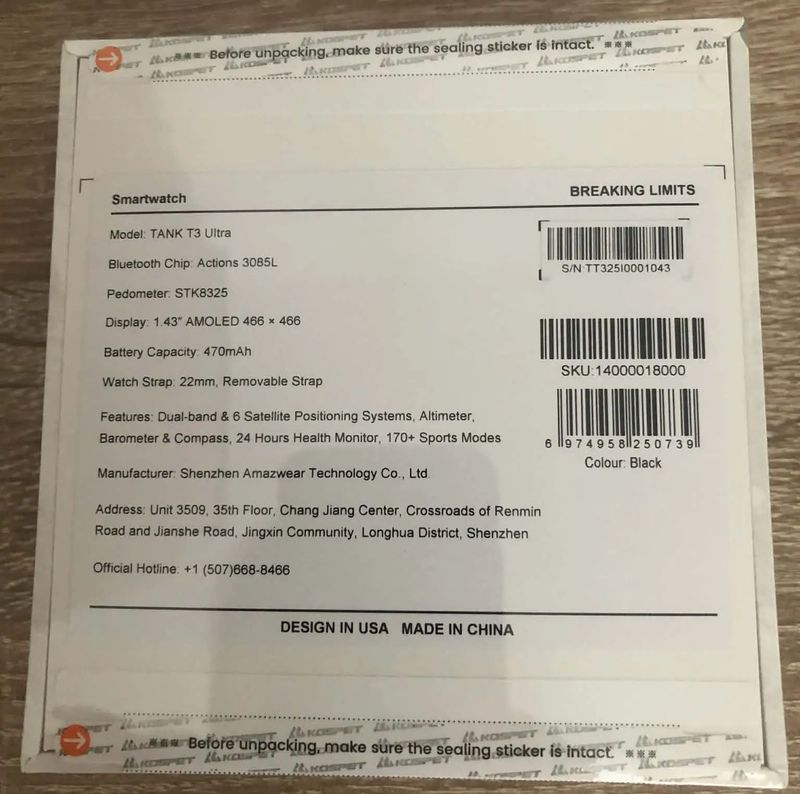 ※※※ Before unpacking, make sure the sealing sticker is intact. ※※※
KOSPET
Smartwatch
BREAKING LIMITS
Model: TANK T3 Ultra
Bluetooth Chip: Actions 3085L
Pedometer: STK8325
Display: 1.43" AMOLED 466 × 466
Battery Capacity: 470mAh
Watch Strap: 22mm, Removable Strap
Features: Dual-band & 6 Satellite Positioning Systems, Altimeter,
Barometer & Compass, 24 Hours Health Monitor, 170+ Sports Modes
Manufacturer: Shenzhen Amazwear Technology Co., Ltd.
Address: Unit 3509, 35th Floor, Chang Jiang Center, Crossroads of Renmin
Road and Jianshe Road, Jingxin Community, Longhua District, Shenzhen
Official Hotline: +1 (507)668-8466
S/N:TT325I0001043
SKU:14000018000
6 974958 250739
Colour: Black
DESIGN IN USA MADE IN CHINA
KOSPET
※※※ Before unpacking, make sure the sealing sticker is intact. ※※※